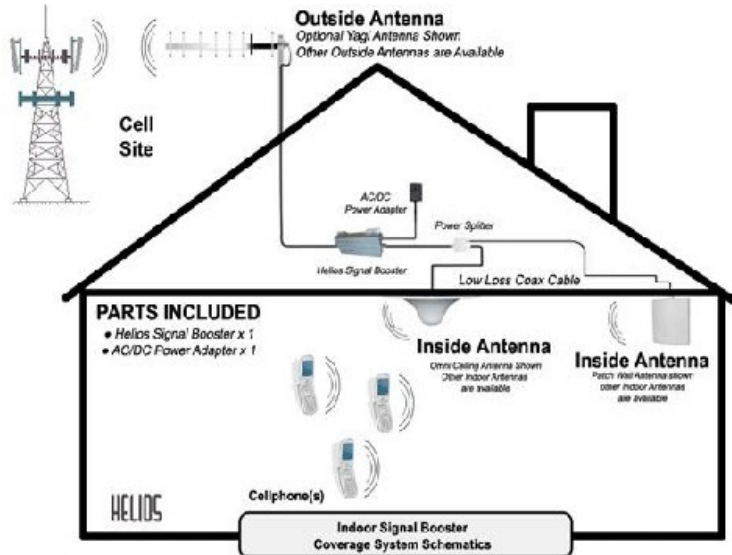 Outside Antenna
Optional Yagi Antenna Shown
Other Outside Antennas are Available
Cell
Site
AC/DC
Power Adapter
Power Splitter
Helios Signal Booster
Low Loss Coax Cable
PARTS INCLUDED
• Helios Signal Booster x 1
• AC/DC Power Adapter x 1
Inside Antenna
Omni Ceiling Antenna Shown
Other Indoor Antennas
are available
Inside Antenna
Patch Wall Antenna shown
other Indoor Antennas
are available
Cellphone(s)
HELIOS
Indoor Signal Booster
Coverage System Schematics